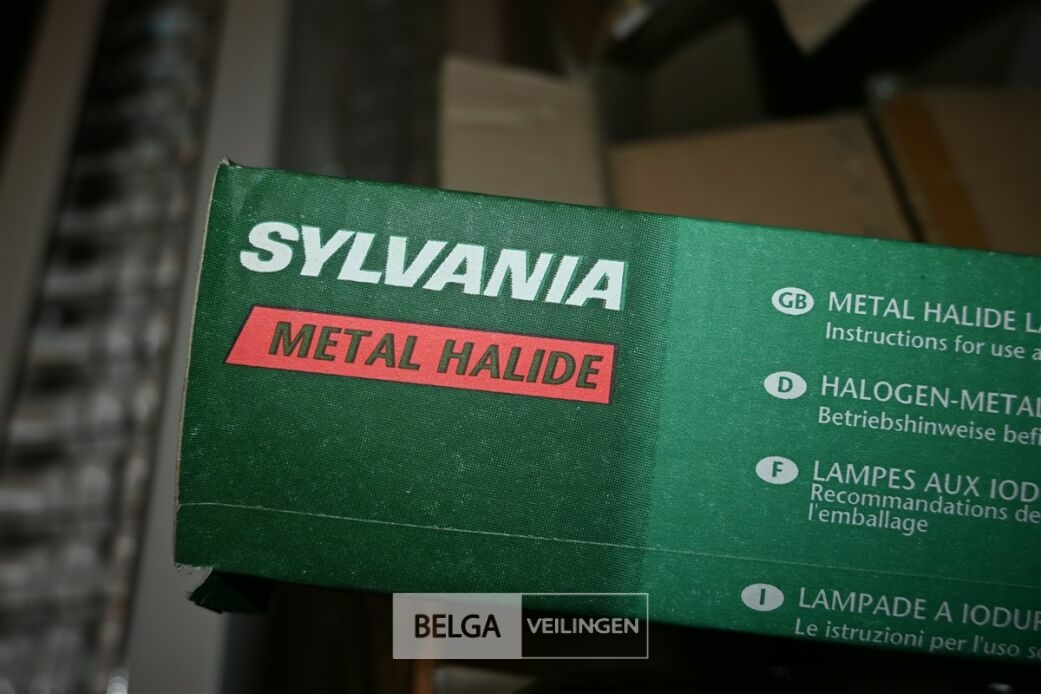 SYLVANIA
METAL HALIDE
GB METAL HALIDE
Instructions for use
D HALOGEN-METAL
Betriebshinweise
F LAMPES AUX
Recommandations de
l'emballage
I LAMPADE A
Le istruzioni per l'uso
BELGA VEILINGEN